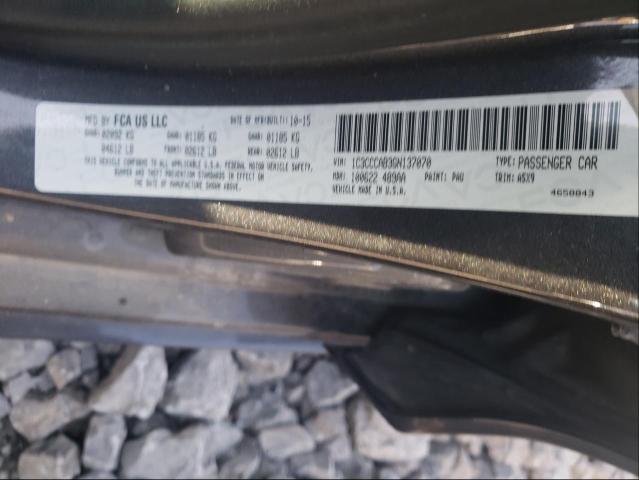 MFD BY FCA US LLC DATE OF MFR(BUILT): 10-15
GVWR: 02092 KG GAWR: 01185 KG GAWR: 01185 KG
04612 LB FRONT: 02612 LB REAR: 02612 LB
THIS VEHICLE CONFORMS TO ALL APPLICABLE U.S.A. FEDERAL MOTOR VEHICLE SAFETY,
BUMPER AND THEFT PREVENTION STANDARDS IN EFFECT ON THE
DATE OF MANUFACTURE SHOWN ABOVE.
VIN: 1C3CCCAB3GN137070 TYPE: PASSENGER CAR
MDH: 100622 489AA PAINT: PAU TRIM: A5X9
VEHICLE MADE IN U.S.A. 4650843